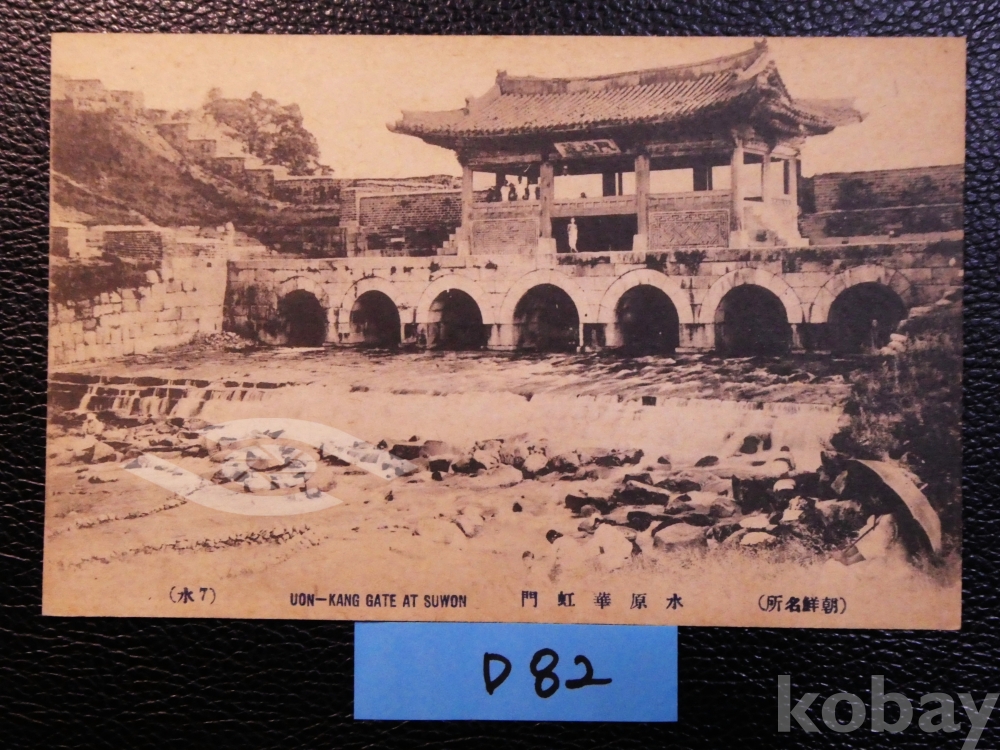 (水7)
UON-KANG GATE AT SUWON
門虹華原水
(所名鮮朝)
D82
kobay